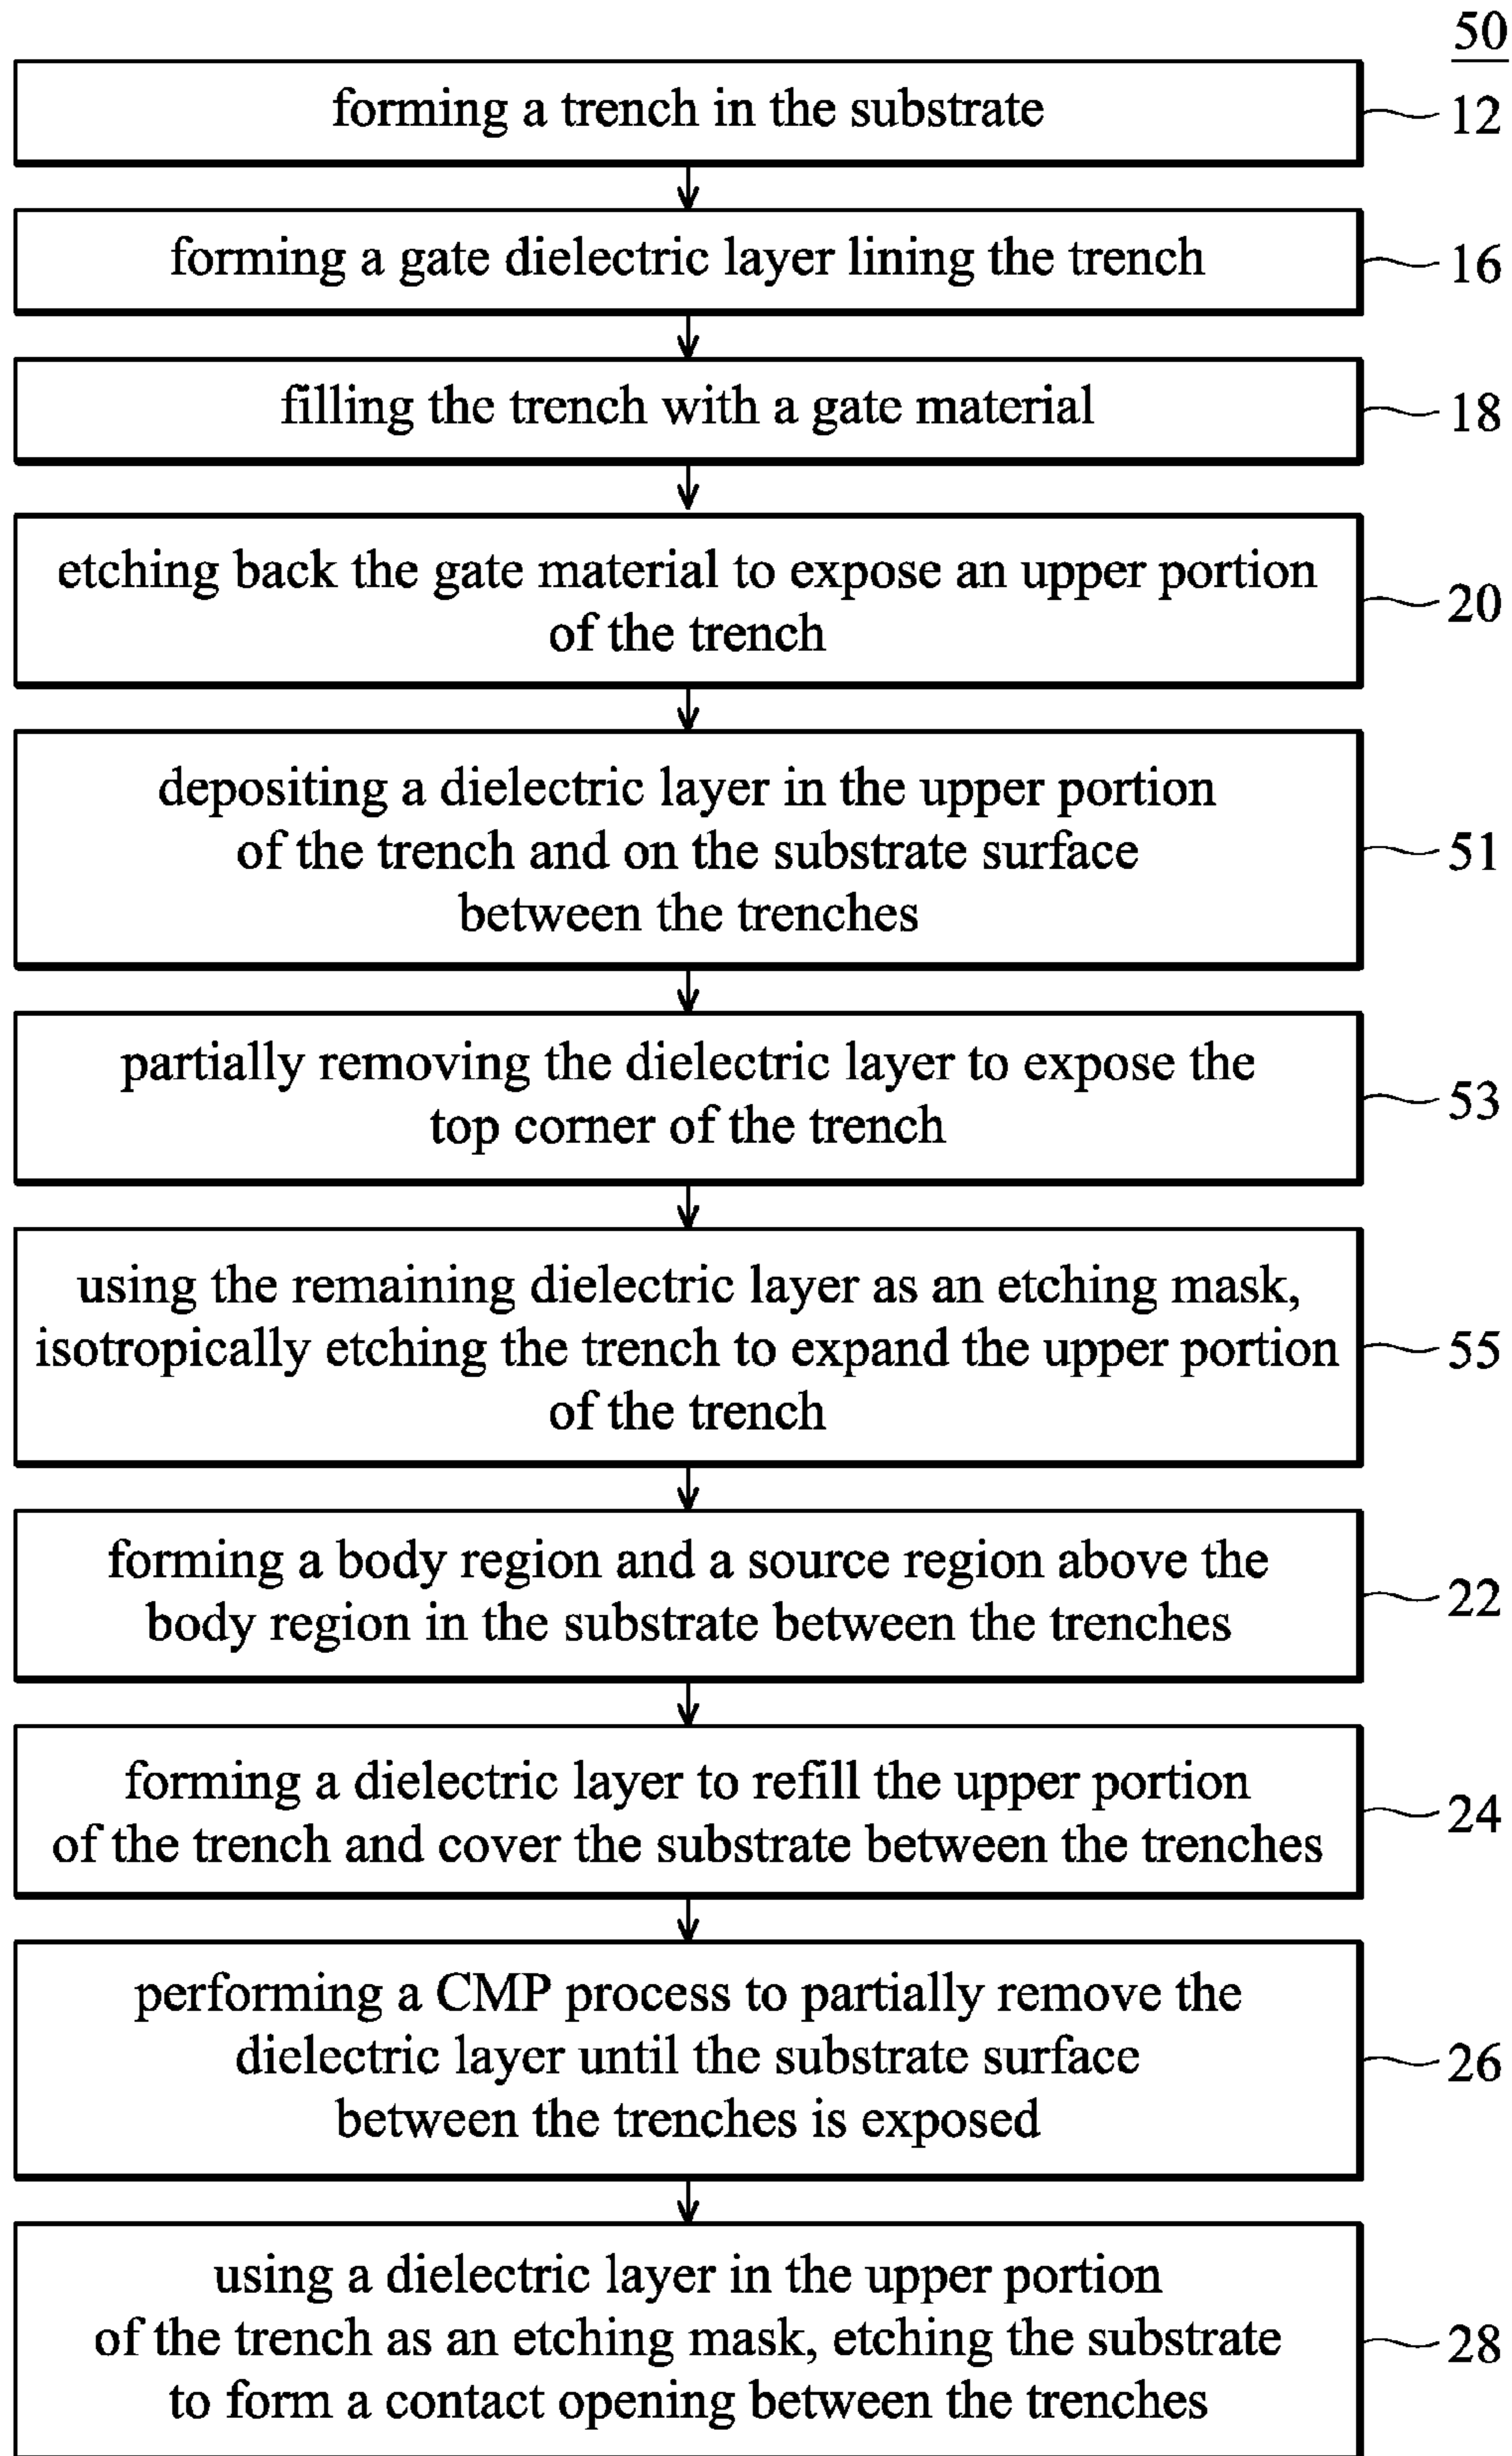 50
forming a trench in the substrate
12
forming a gate dielectric layer lining the trench
16
filling the trench with a gate material
18
etching back the gate material to expose an upper portion
of the trench
20
depositing a dielectric layer in the upper portion
of the trench and on the substrate surface
between the trenches
51
partially removing the dielectric layer to expose the
top corner of the trench
53
using the remaining dielectric layer as an etching mask,
isotropically etching the trench to expand the upper portion
of the trench
55
forming a body region and a source region above the
body region in the substrate between the trenches
22
forming a dielectric layer to refill the upper portion
of the trench and cover the substrate between the trenches
24
performing a CMP process to partially remove the
dielectric layer until the substrate surface
between the trenches is exposed
26
using a dielectric layer in the upper portion
of the trench as an etching mask, etching the substrate
to form a contact opening between the trenches
28